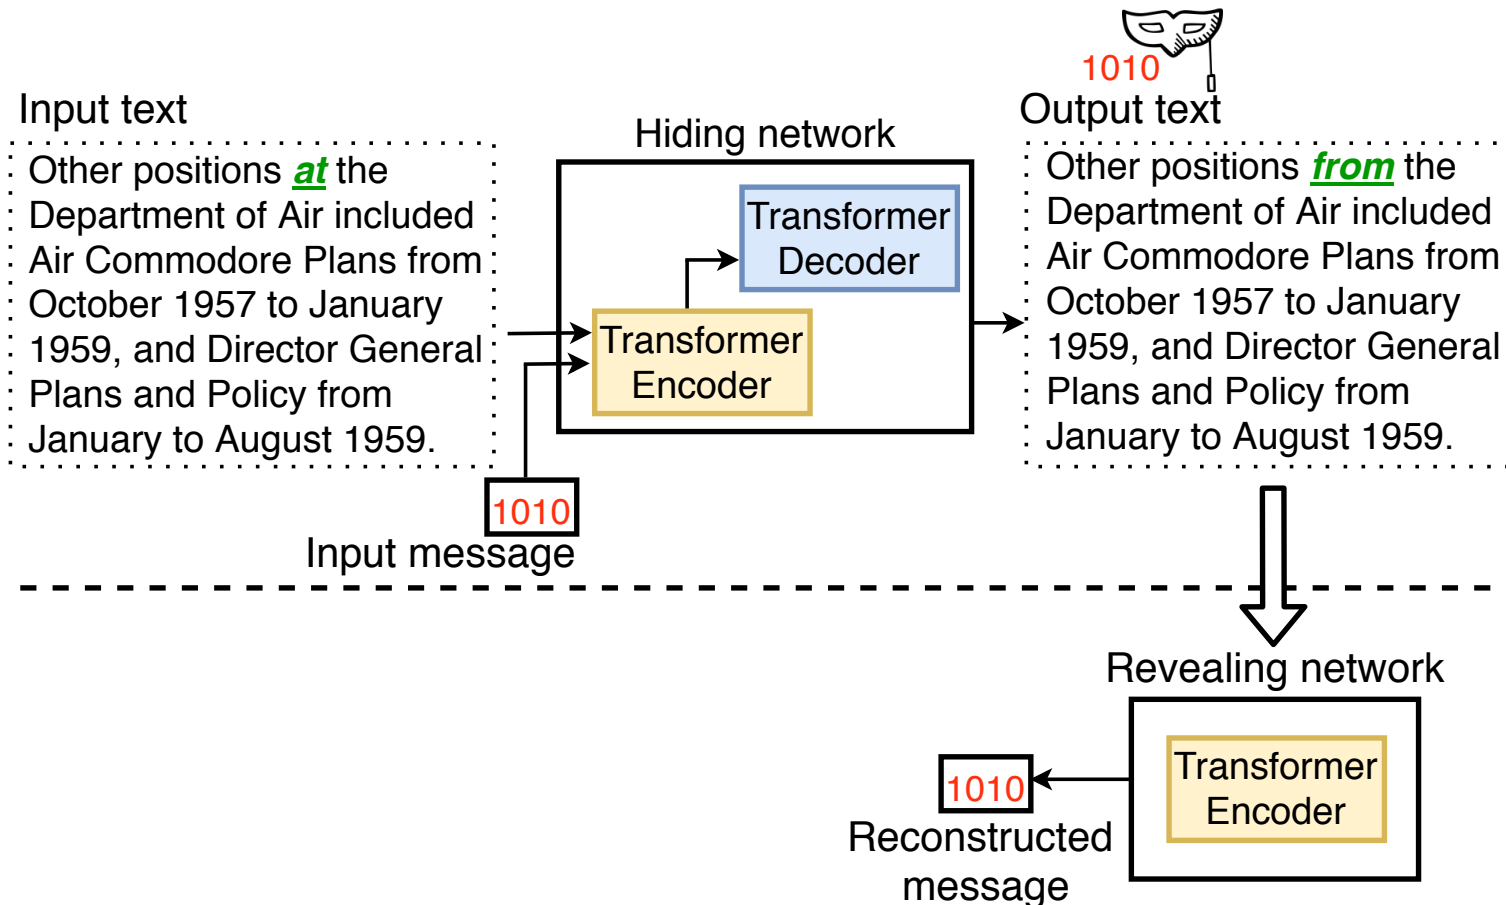 Input text
Other positions at the
Department of Air included
Air Commodore Plans from
October 1957 to January
1959, and Director General
Plans and Policy from
January to August 1959.
1010
Input message
Hiding network
Transformer
Decoder
Transformer
Encoder
1010
Output text
Other positions from the
Department of Air included
Air Commodore Plans from
October 1957 to January
1959, and Director General
Plans and Policy from
January to August 1959.
Revealing network
Transformer
Encoder
1010
Reconstructed
message